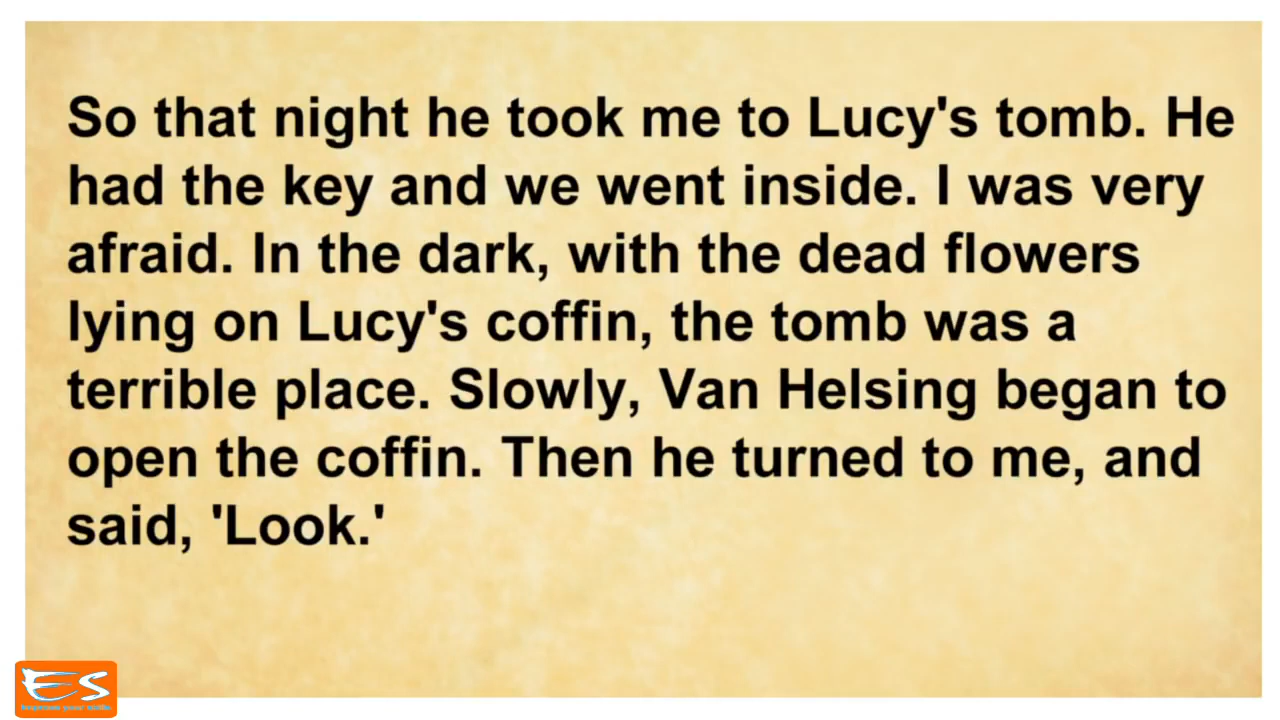 So that night he took me to Lucy's tomb. He
had the key and we went inside. I was very
afraid. In the dark, with the dead flowers
lying on Lucy's coffin, the tomb was a
terrible place. Slowly, Van Helsing began to
open the coffin. Then he turned to me, and
said, 'Look.'
ES